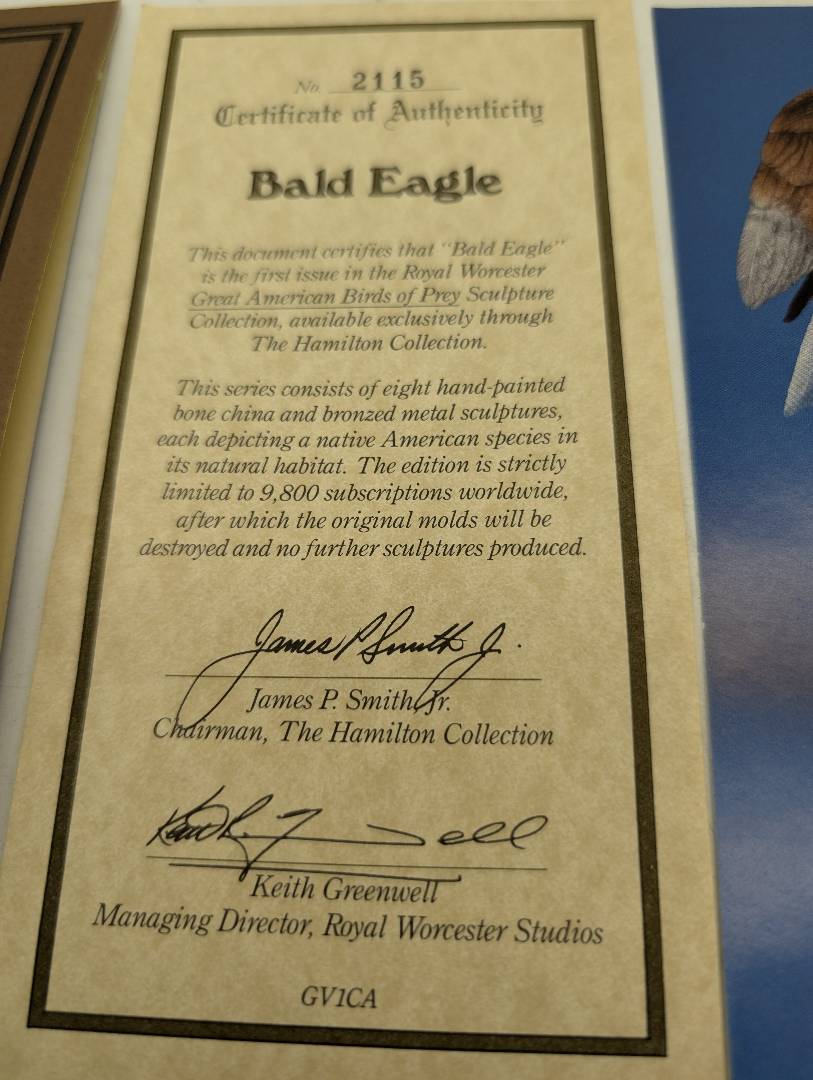 No. 2115
Certificate of Authenticity
Bald Eagle
This document certifies that "Bald Eagle"
is the first issue in the Royal Worcester
Great American Birds of Prey Sculpture
Collection, available exclusively through
The Hamilton Collection.
This series consists of eight hand-painted
bone china and bronzed metal sculptures,
each depicting a native American species in
its natural habitat. The edition is strictly
limited to 9,800 subscriptions worldwide,
after which the original molds will be
destroyed and no further sculptures produced.
James P Smith Jr.
James P. Smith, Jr.
Chairman, The Hamilton Collection
Keith Greenwell
Managing Director, Royal Worcester Studios
GV1CA